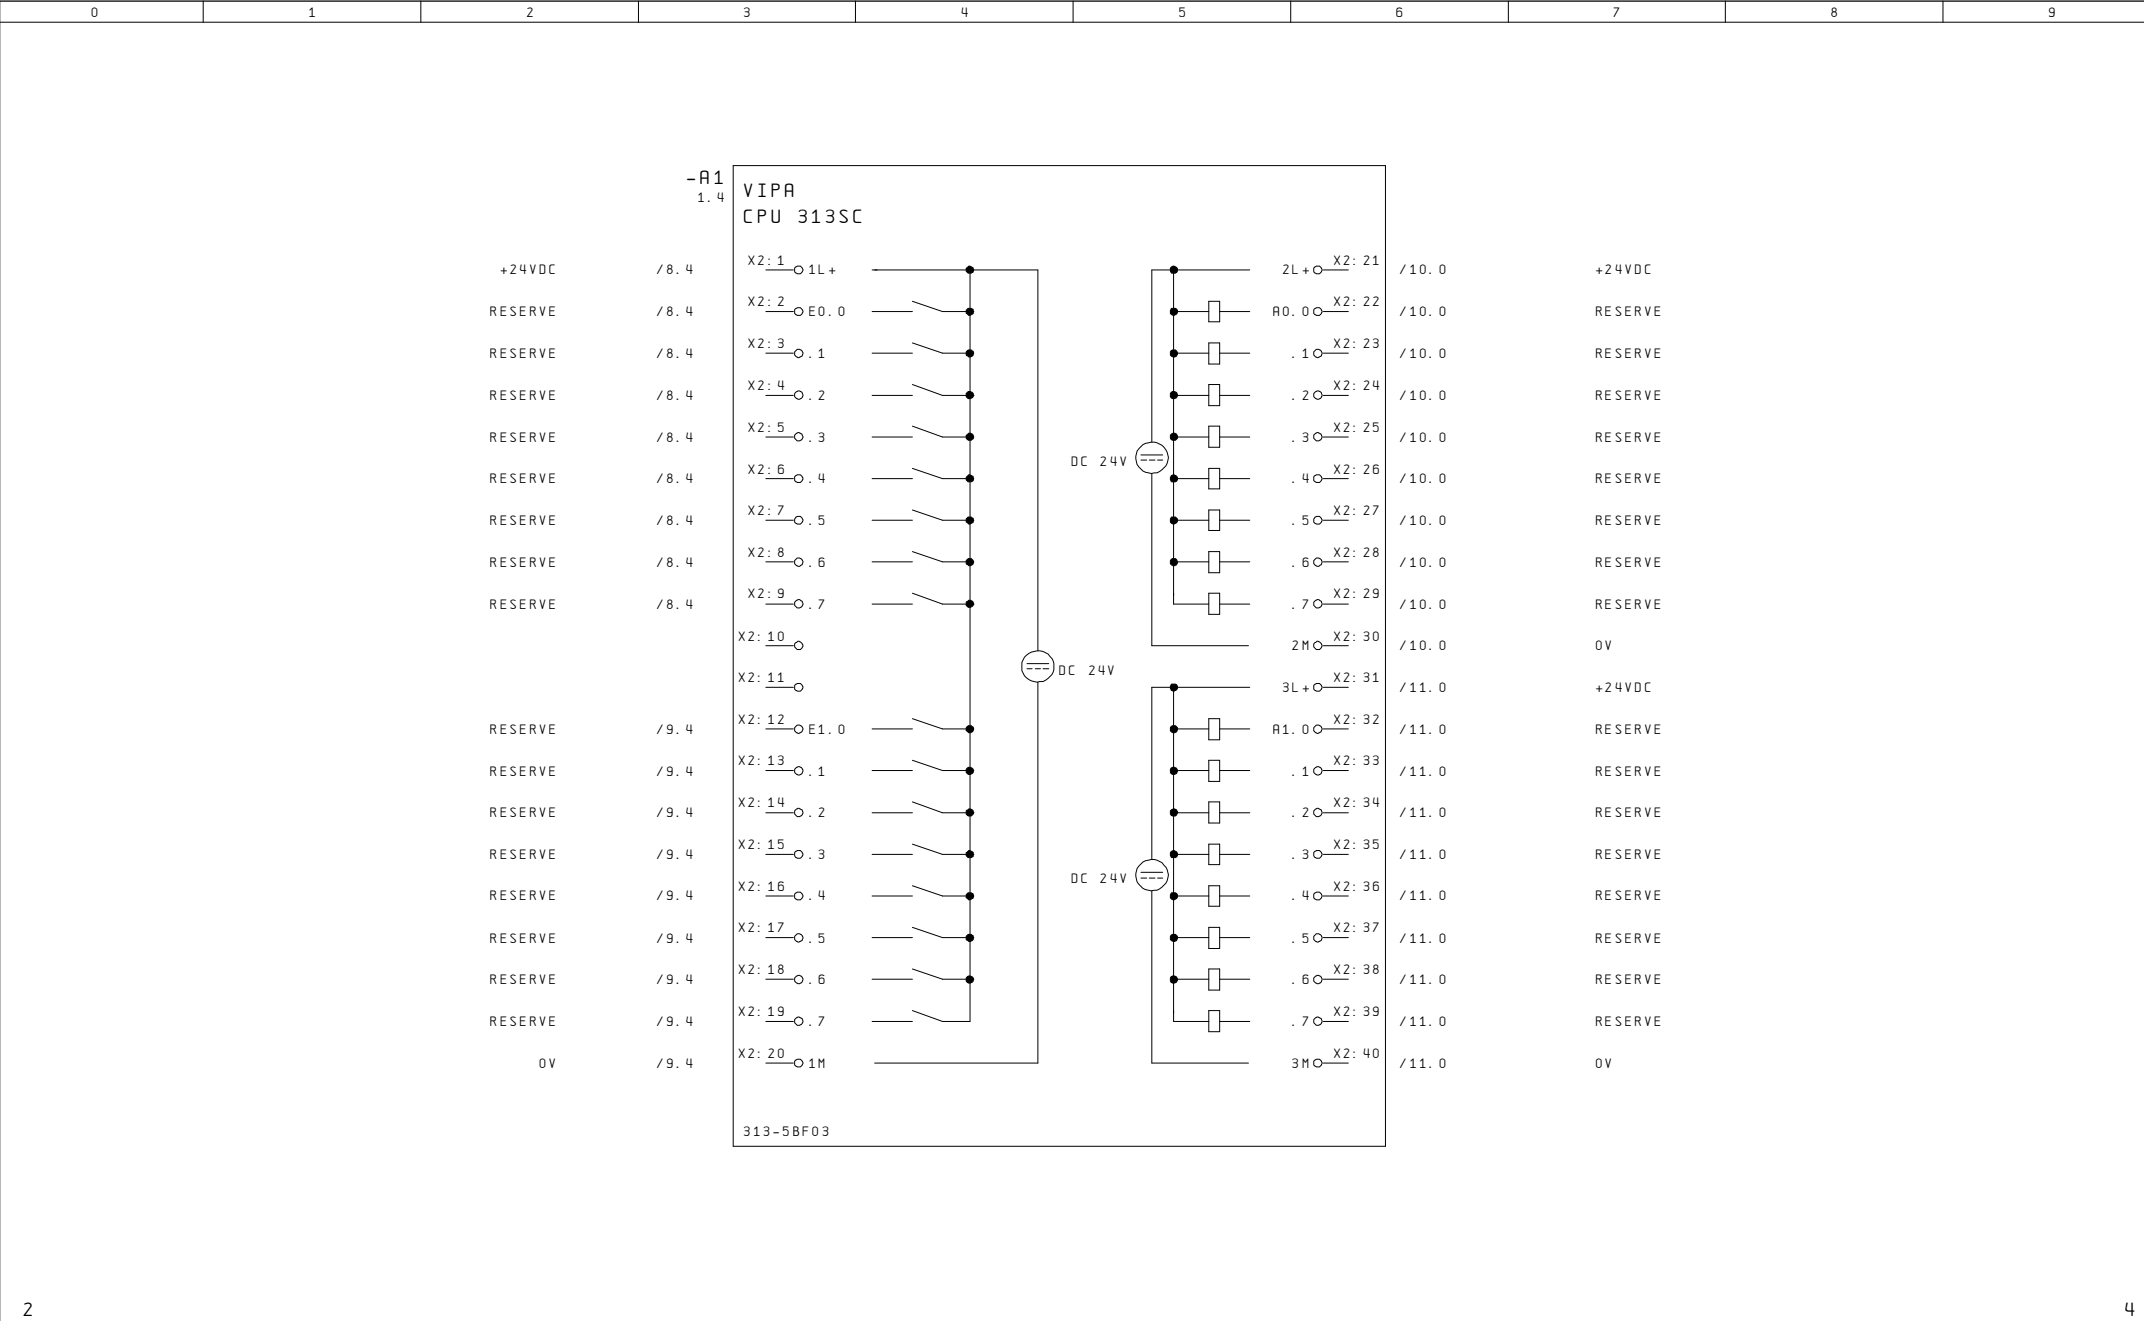 0 1 2 3 4 5 6 7 8 9
-A1
1.4
VIPA
CPU 313SC
+24VDC /8.4 X2:1 1L+ 2L+ X2:21 /10.0 +24VDC
RESERVE /8.4 X2:2 E0.0 A0.0 X2:22 /10.0 RESERVE
RESERVE /8.4 X2:3 .1 .1 X2:23 /10.0 RESERVE
RESERVE /8.4 X2:4 .2 .2 X2:24 /10.0 RESERVE
RESERVE /8.4 X2:5 .3 .3 X2:25 /10.0 RESERVE
DC 24V
RESERVE /8.4 X2:6 .4 .4 X2:26 /10.0 RESERVE
RESERVE /8.4 X2:7 .5 .5 X2:27 /10.0 RESERVE
RESERVE /8.4 X2:8 .6 .6 X2:28 /10.0 RESERVE
RESERVE /8.4 X2:9 .7 .7 X2:29 /10.0 RESERVE
X2:10 2M X2:30 /10.0 0V
DC 24V
X2:11 3L+ X2:31 /11.0 +24VDC
RESERVE /9.4 X2:12 E1.0 A1.0 X2:32 /11.0 RESERVE
RESERVE /9.4 X2:13 .1 .1 X2:33 /11.0 RESERVE
RESERVE /9.4 X2:14 .2 .2 X2:34 /11.0 RESERVE
RESERVE /9.4 X2:15 .3 .3 X2:35 /11.0 RESERVE
DC 24V
RESERVE /9.4 X2:16 .4 .4 X2:36 /11.0 RESERVE
RESERVE /9.4 X2:17 .5 .5 X2:37 /11.0 RESERVE
RESERVE /9.4 X2:18 .6 .6 X2:38 /11.0 RESERVE
RESERVE /9.4 X2:19 .7 .7 X2:39 /11.0 RESERVE
0V /9.4 X2:20 1M 3M X2:40 /11.0 0V
313-5BF03
2 4